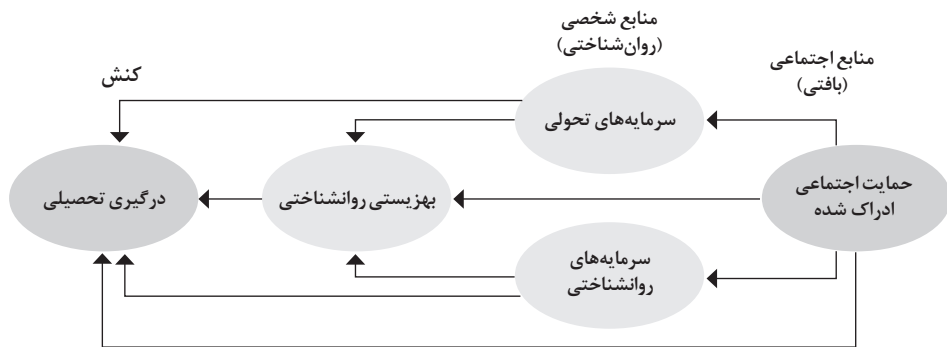 منابع شخصی
(روان‌شناختی)
منابع اجتماعی
(بافتی)
کنش
سرمایه‌های تحولی
حمایت اجتماعی
ادراک شده
بهزیستی روانشناختی
درگیری تحصیلی
سرمایه‌های
روانشناختی